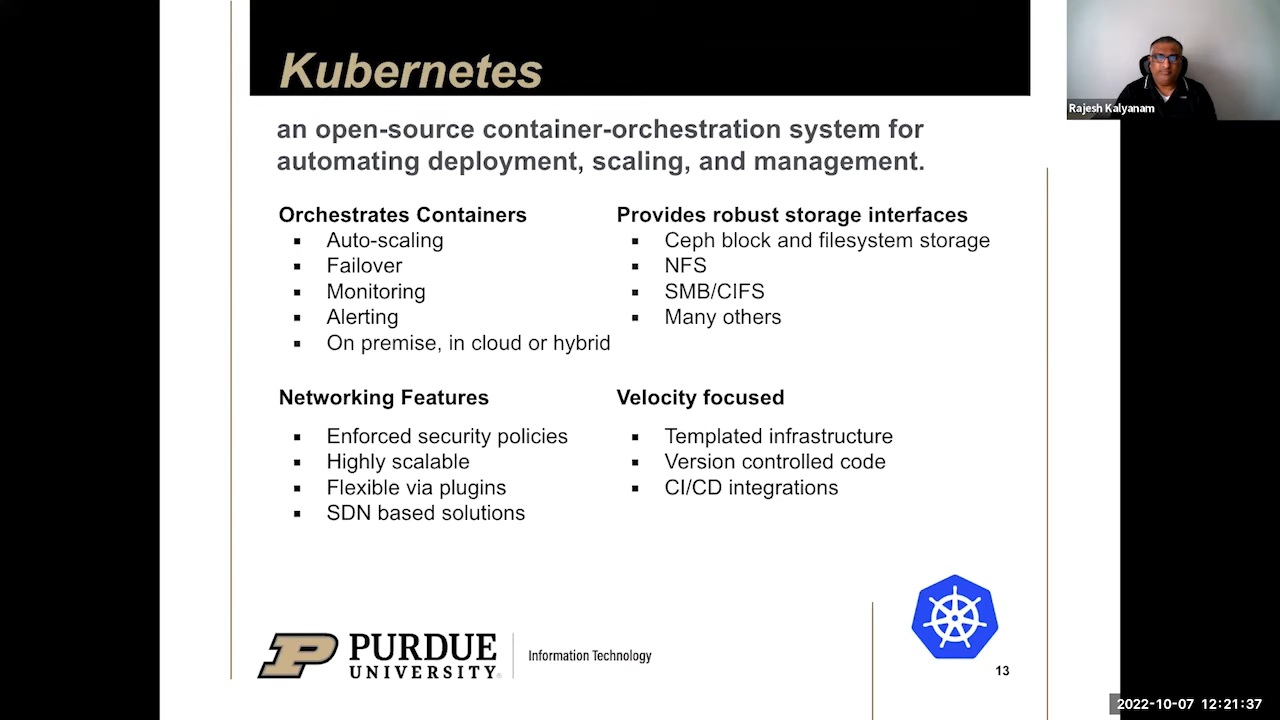 Kubernetes
an open-source container-orchestration system for
automating deployment, scaling, and management.
Orchestrates Containers
▪ Auto-scaling
▪ Failover
▪ Monitoring
▪ Alerting
▪ On premise, in cloud or hybrid
Provides robust storage interfaces
▪ Ceph block and filesystem storage
▪ NFS
▪ SMB/CIFS
▪ Many others
Networking Features
▪ Enforced security policies
▪ Highly scalable
▪ Flexible via plugins
▪ SDN based solutions
Velocity focused
▪ Templated infrastructure
▪ Version controlled code
▪ CI/CD integrations
P PURDUE
UNIVERSITY®
Information Technology
13
Rajesh Kalyanam
2022-10-07 12:21:37